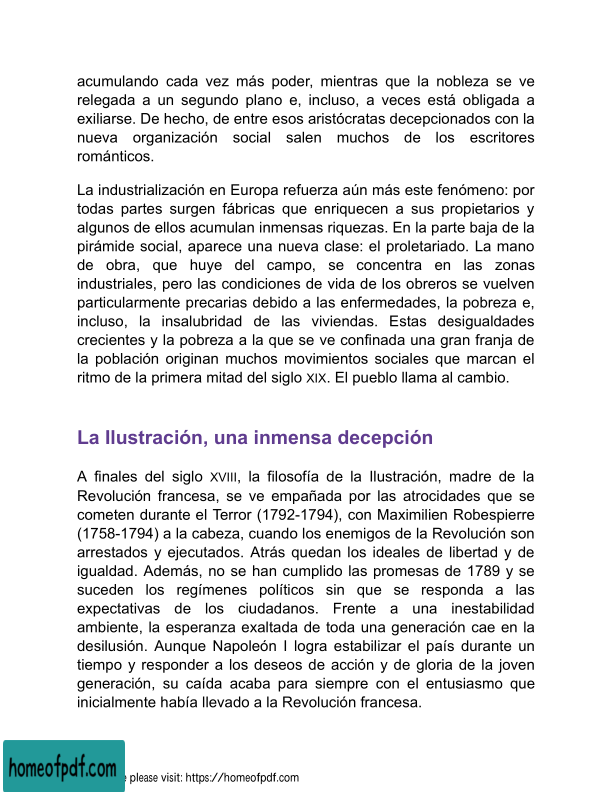 acumulando cada vez más poder, mientras que la nobleza se ve
relegada a un segundo plano e, incluso, a veces está obligada a
exiliarse. De hecho, de entre esos aristócratas decepcionados con la
nueva organización social salen muchos de los escritores
románticos.
La industrialización en Europa refuerza aún más este fenómeno: por
todas partes surgen fábricas que enriquecen a sus propietarios y
algunos de ellos acumulan inmensas riquezas. En la parte baja de la
pirámide social, aparece una nueva clase: el proletariado. La mano
de obra, que huye del campo, se concentra en las zonas
industriales, pero las condiciones de vida de los obreros se vuelven
particularmente precarias debido a las enfermedades, la pobreza e,
incluso, la insalubridad de las viviendas. Estas desigualdades
crecientes y la pobreza a la que se ve confinada una gran franja de
la población originan muchos movimientos sociales que marcan el
ritmo de la primera mitad del siglo XIX. El pueblo llama al cambio.
La Ilustración, una inmensa decepción
A finales del siglo XVIII, la filosofía de la Ilustración, madre de la
Revolución francesa, se ve empañada por las atrocidades que se
cometen durante el Terror (1792-1794), con Maximilien Robespierre
(1758-1794) a la cabeza, cuando los enemigos de la Revolución son
arrestados y ejecutados. Atrás quedan los ideales de libertad y de
igualdad. Además, no se han cumplido las promesas de 1789 y se
suceden los regímenes políticos sin que se responda a las
expectativas de los ciudadanos. Frente a una inestabilidad
ambiente, la esperanza exaltada de toda una generación cae en la
desilusión. Aunque Napoleón I logra estabilizar el país durante un
tiempo y responder a los deseos de acción y de gloria de la joven
generación, su caída acaba para siempre con el entusiasmo que
inicialmente había llevado a la Revolución francesa.
homeofpdf.com
please visit: https://homeofpdf.com